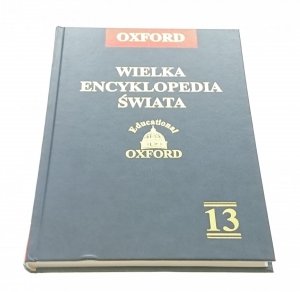 OXFORD
WIELKA
ENCYKLOPEDIA
ŚWIATA
Educational
OXFORD
13